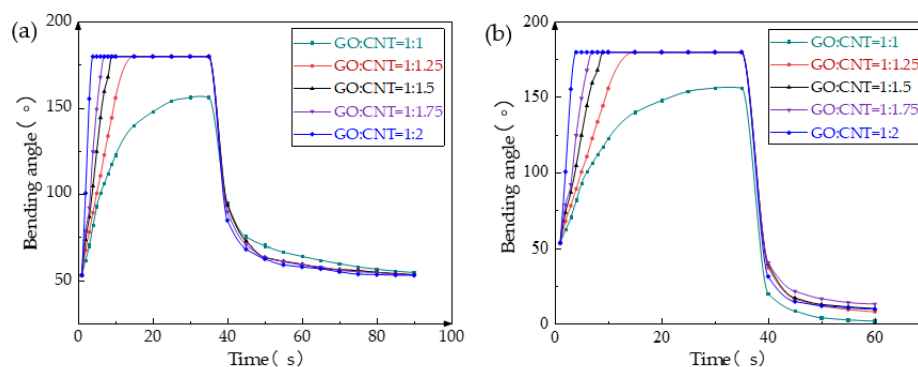 (a)
200
150
100
50
Bending angle ( ° )
0 20 40 60 80 100
Time( s)
GO:CNT=1:1
GO:CNT=1:1.25
GO:CNT=1:1.5
GO:CNT=1:1.75
GO:CNT=1:2
(b)
200
150
100
50
0
Bending angle ( ° )
0 20 40 60
Time( s)
GO:CNT=1:1
GO:CNT=1:1.25
GO:CNT=1:1.5
GO:CNT=1:1.75
GO:CNT=1:2